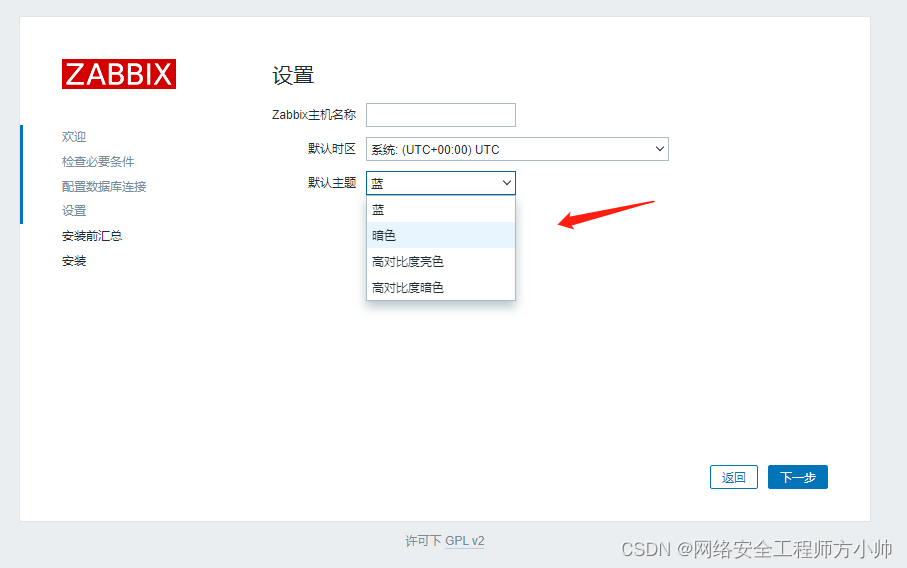 ZABBIX
欢迎
检查必要条件
配置数据库连接
设置
安装前汇总
安装
设置
Zabbix主机名称
默认时区 系统: (UTC+00:00) UTC
默认主题 蓝
蓝
暗色
高对比度亮色
高对比度暗色
返回 下一步
许可下 GPL v2
CSDN @网络安全工程师方小帅